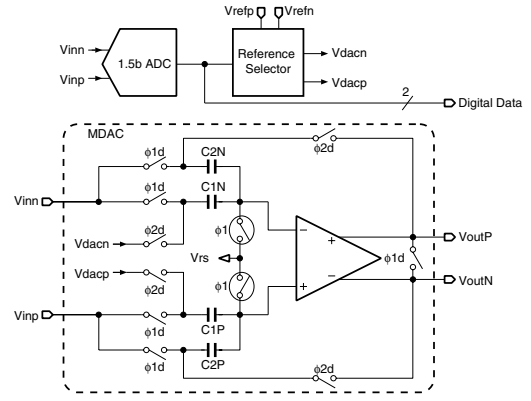 Vrefp Vrefn
Vinn
Vinp
1.5b ADC
Reference
Selector
Vdacn
Vdacp
2
Digital Data
MDAC
ϕ1d
C2N
ϕ2d
Vinn
ϕ1d
C1N
ϕ1
Vdacn
ϕ2d
Vrs
Vdacp
ϕ2d
ϕ1
−
+
+
−
ϕ1d
VoutP
VoutN
Vinp
ϕ1d
C1P
ϕ1d
C2P
ϕ2d